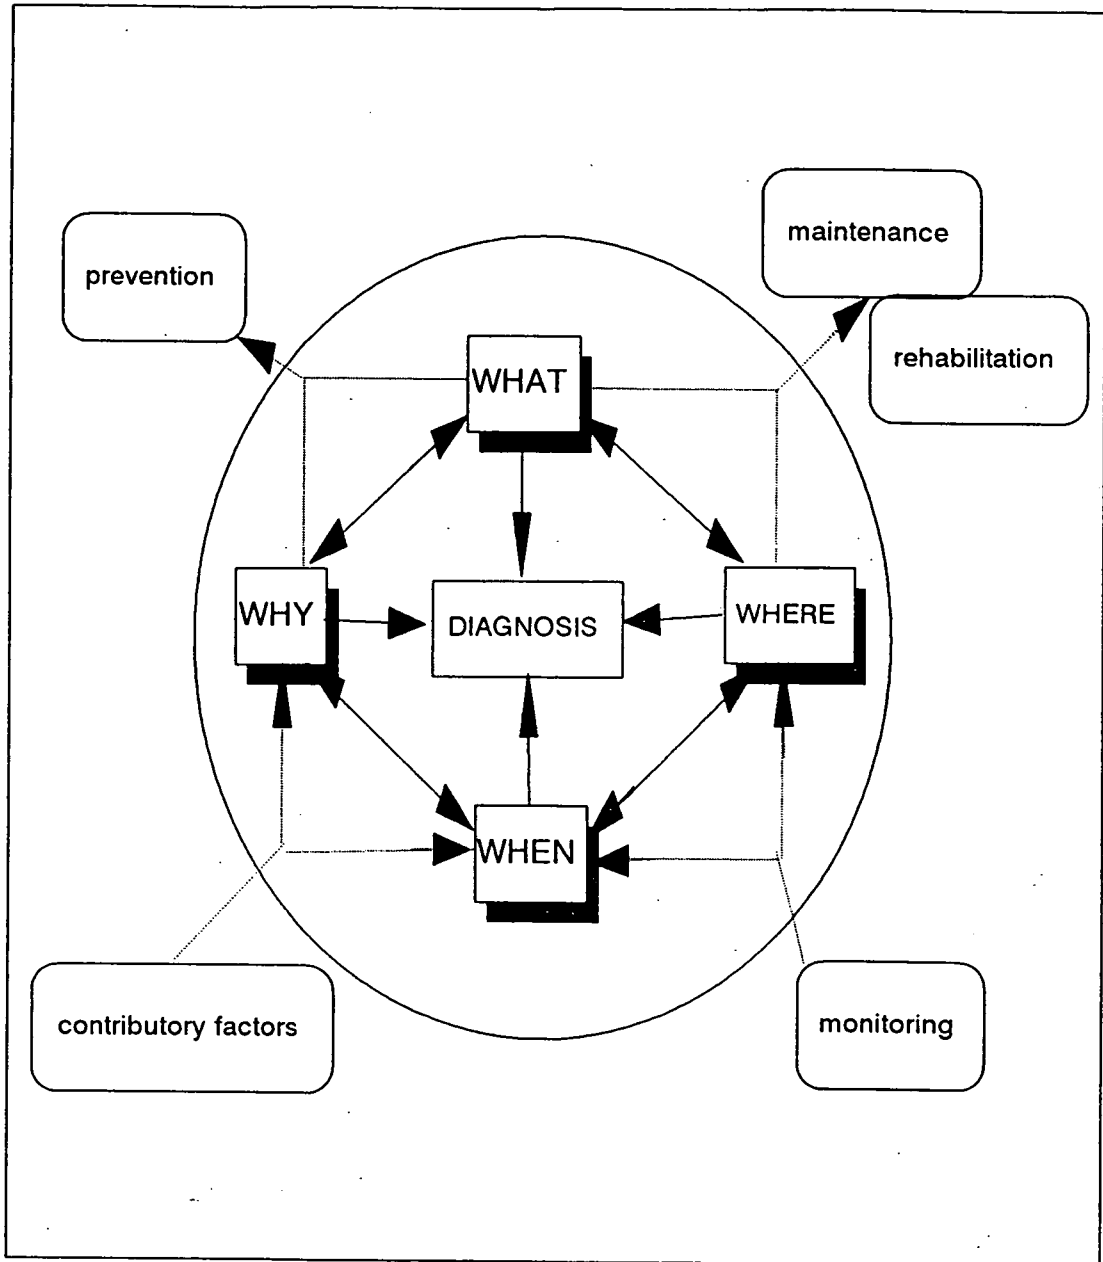 maintenance
prevention
rehabilitation
WHAT
WHY
DIAGNOSIS
WHERE
WHEN
contributory factors
monitoring